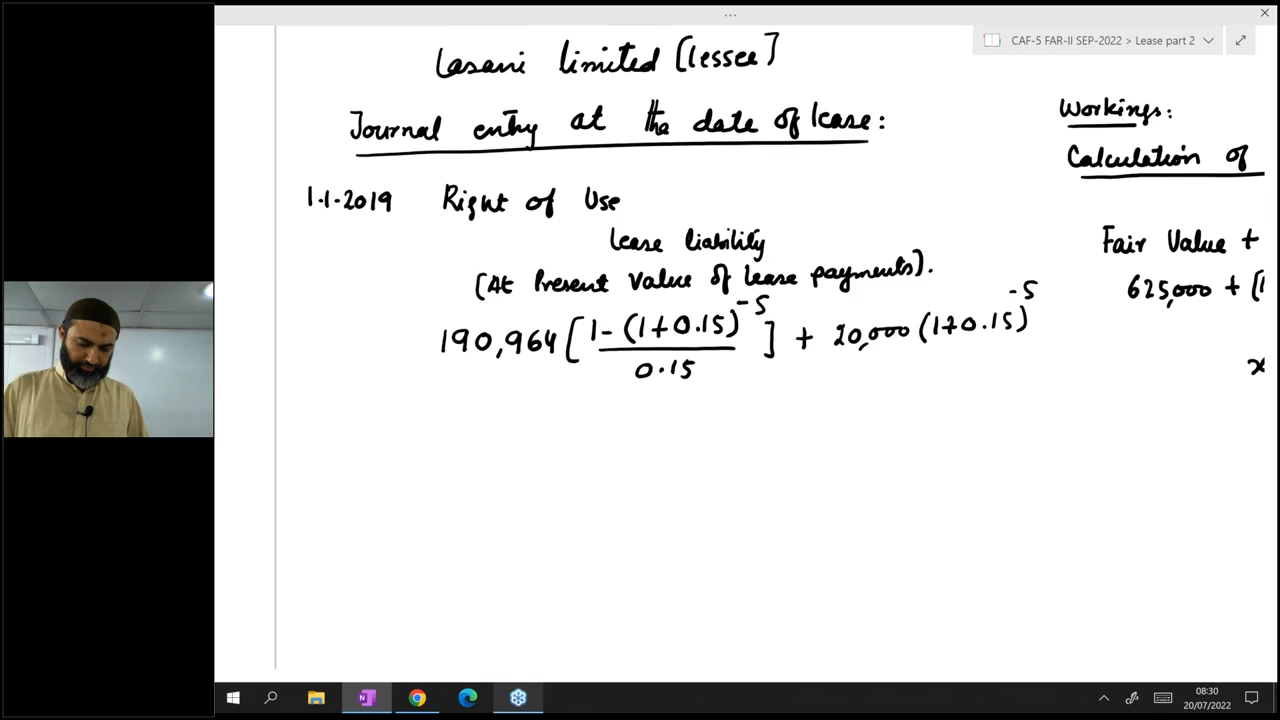 CAF-5 FAR-II SEP-2022 > Lease part 2
Lasani limited [lessee]
Journal entry at the date of lease:
1.1.2019 Right of Use
Lease liability
(At Present Value of lease payments).
190,964 [ 1-(1+0.15)^-5 / 0.15 ] + 20,000 (1+0.15)^-5
Workings:
Calculation of
Fair Value +
625,000 + (1
x
08:30
20/07/2022